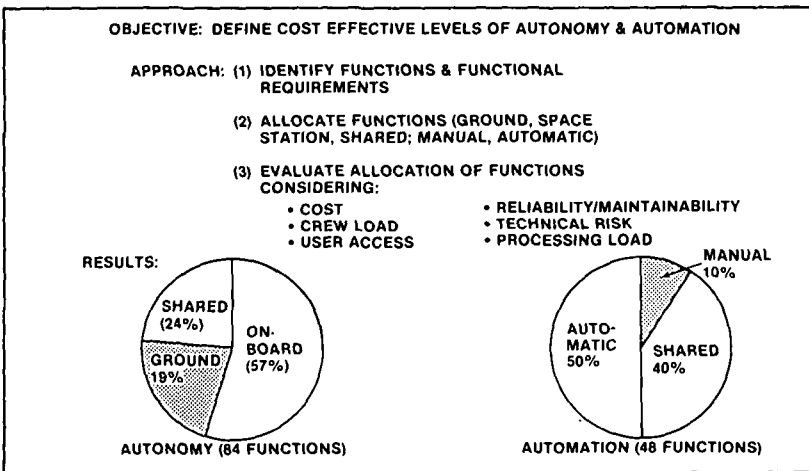 OBJECTIVE: DEFINE COST EFFECTIVE LEVELS OF AUTONOMY & AUTOMATION
APPROACH: (1) IDENTIFY FUNCTIONS & FUNCTIONAL
REQUIREMENTS
(2) ALLOCATE FUNCTIONS (GROUND, SPACE
STATION, SHARED; MANUAL, AUTOMATIC)
(3) EVALUATE ALLOCATION OF FUNCTIONS
CONSIDERING:
• COST
• CREW LOAD
• USER ACCESS
• RELIABILITY/MAINTAINABILITY
• TECHNICAL RISK
• PROCESSING LOAD
RESULTS:
SHARED
(24%)
ON-
BOARD
(57%)
GROUND
19%
AUTONOMY (84 FUNCTIONS)
MANUAL
10%
AUTO-
MATIC
50%
SHARED
40%
AUTOMATION (48 FUNCTIONS)